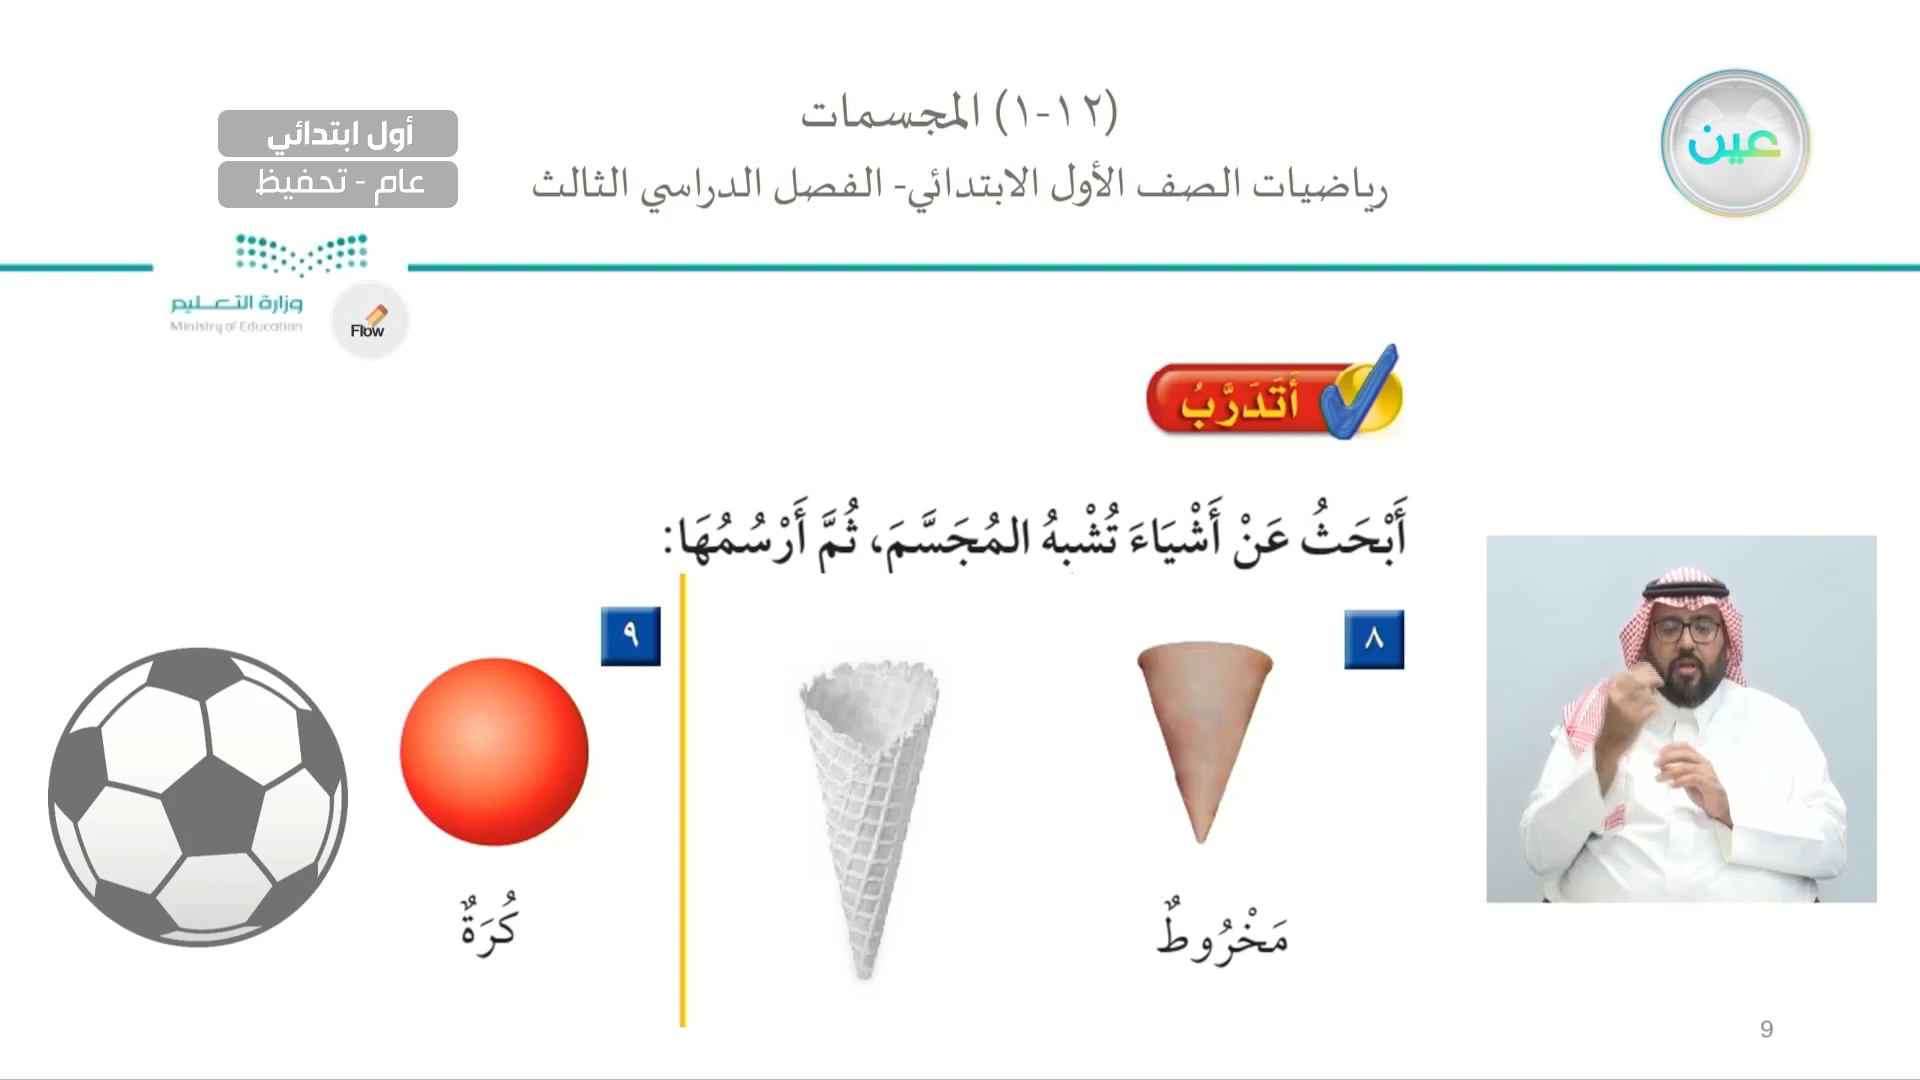 (١٢-١) المجسمات
رياضيات الصف الأول الابتدائي- الفصل الدراسي الثالث
عين
أول ابتدائي
عام - تحفيظ
وزارة التعـــليم
Ministry of Education
Flow
أَتَدَرَّبُ
أَبْحَثُ عَنْ أَشْيَاءَ تُشْبِهُ المُجَسَّمَ، ثُمَّ أَرْسُمُهَا:
٨
مَخْرُوطٌ
٩
كُرَةٌ
9